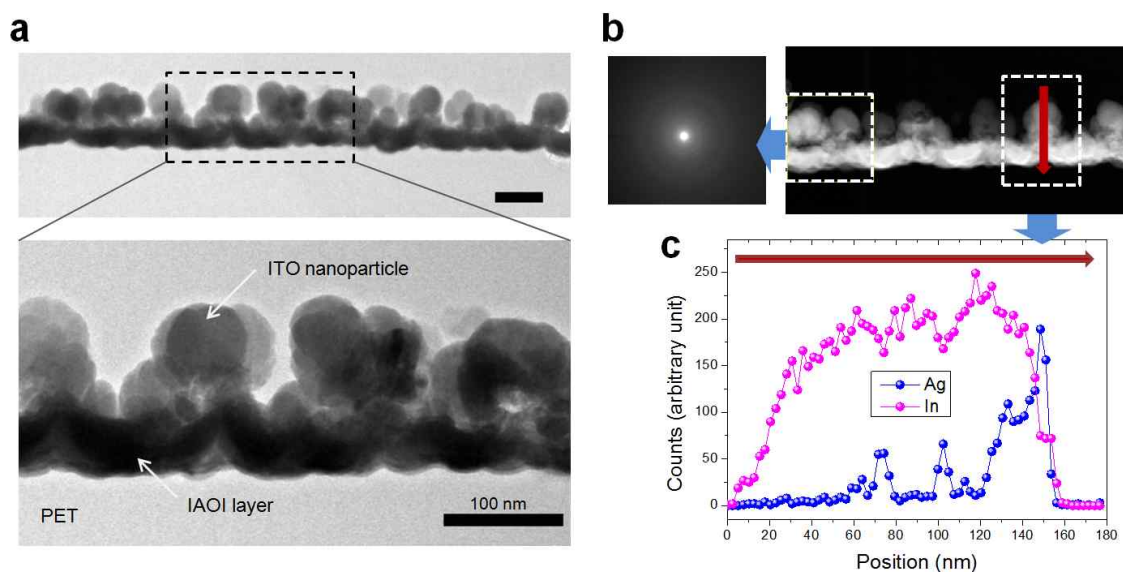 a
b
ITO nanoparticle
IAOI layer
PET
100 nm
c
Counts (arbitrary unit)
250
200
150
100
50
0
Ag
In
0 20 40 60 80 100 120 140 160 180
Position (nm)